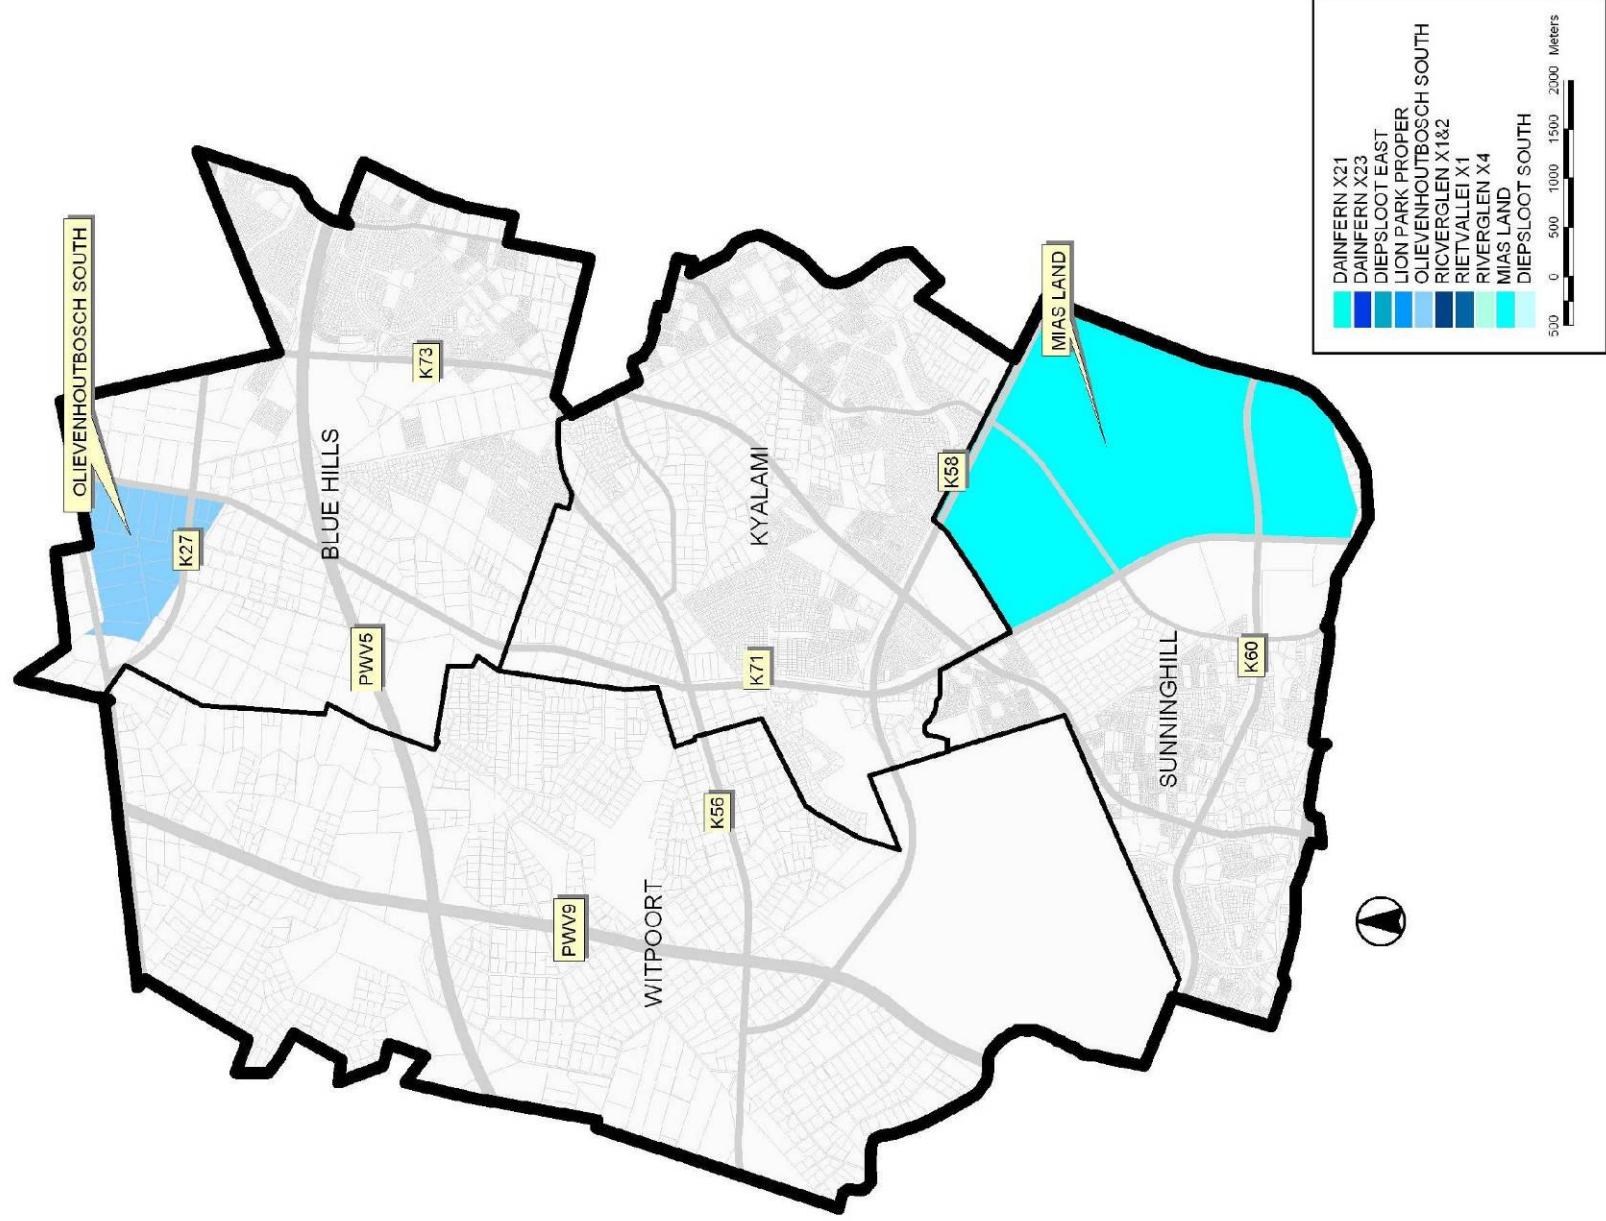 OLIEVENHOUTBOSCH SOUTH
K73
K27
BLUE HILLS
PWV5
MIAS LAND
K58
KYALAMI
K71
K56
SUNNINGHILL
K60
PWV9
WITPOORT
DAINFERN X21
DAINFERN X23
DIEPSLOOT EAST
LION PARK PROPER
OLIEVENHOUTBOSCH SOUTH
RICVERGLEN X1&2
RIETVALLEI X1
RIVERGLEN X4
MIAS LAND
DIEPSLOOT SOUTH
500 0 500 1000 1500 2000 Meters